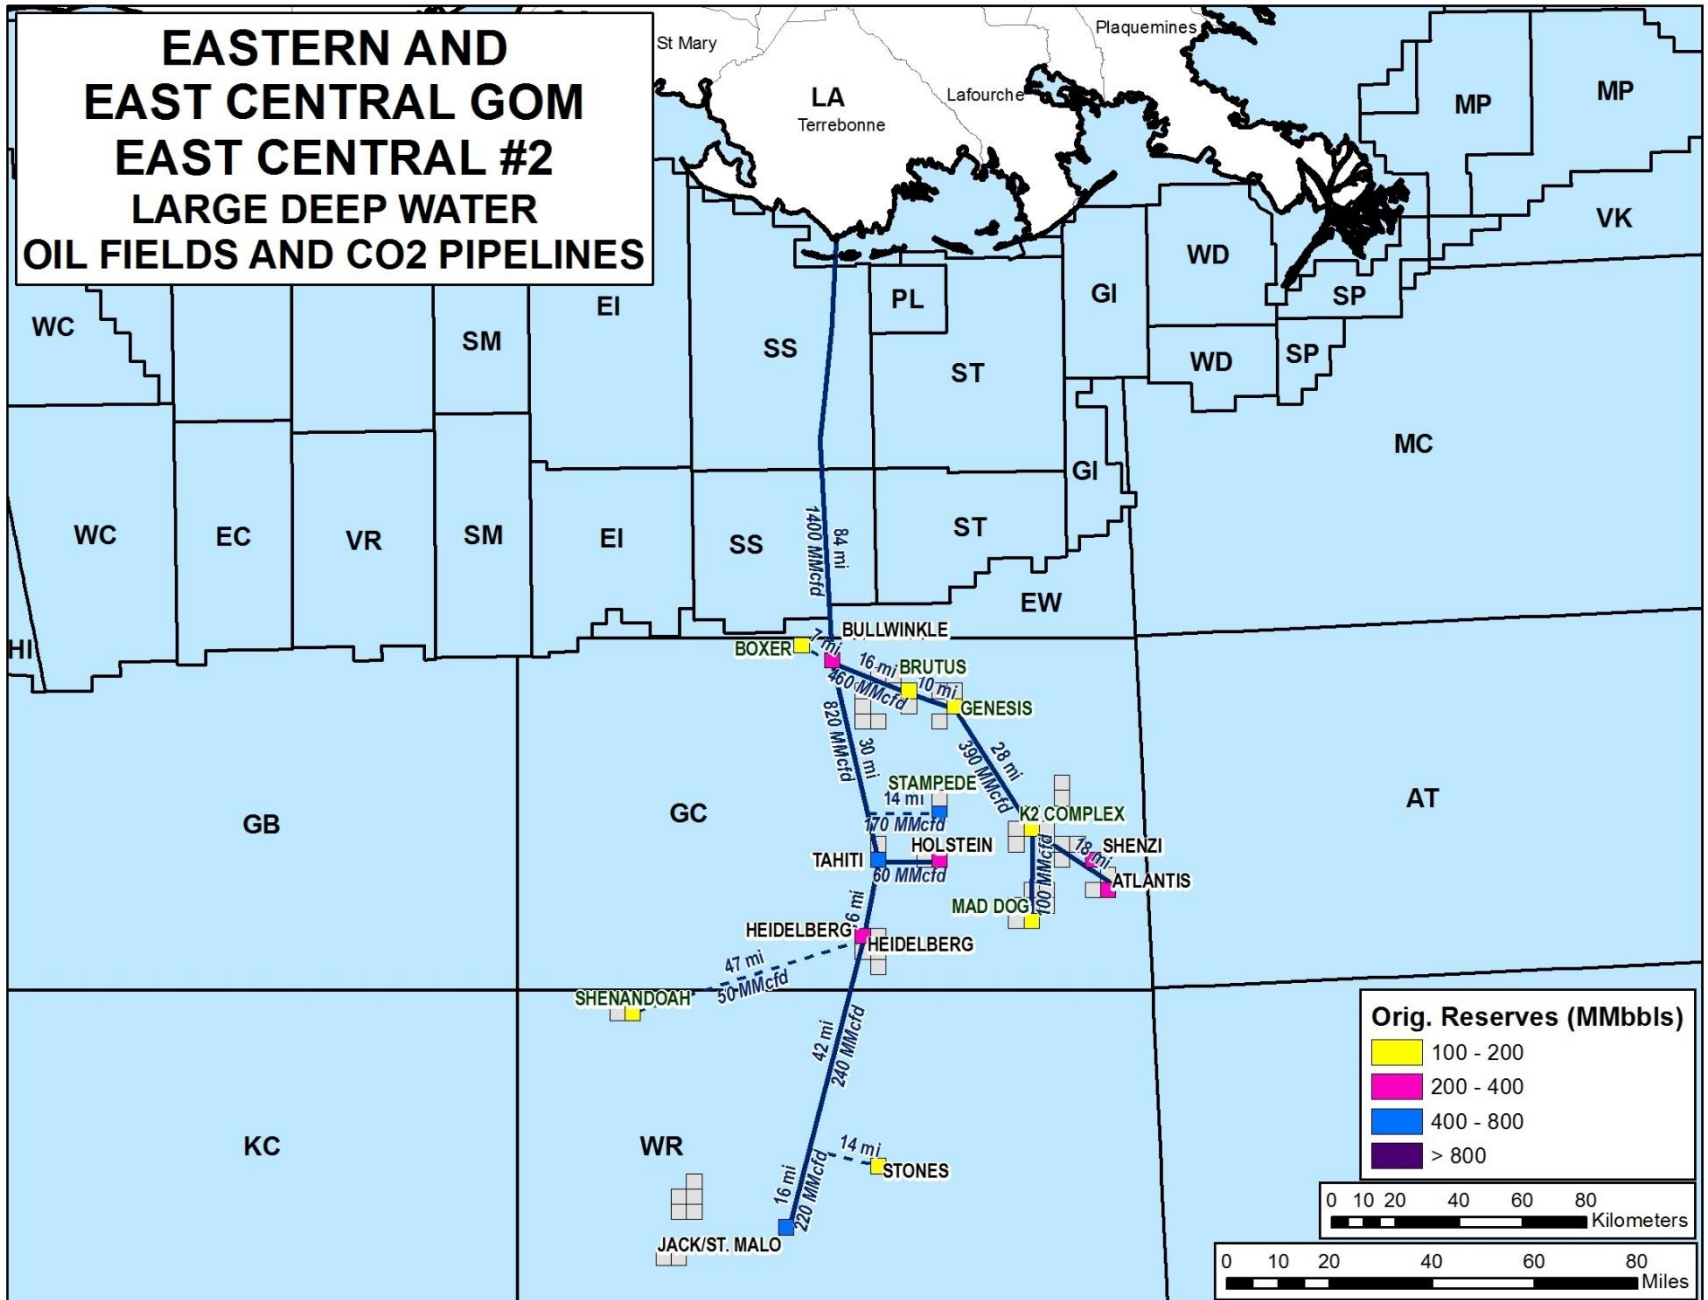 EASTERN AND
EAST CENTRAL GOM
EAST CENTRAL #2
LARGE DEEP WATER
OIL FIELDS AND CO2 PIPELINES
St Mary
Plaquemines
LA
Terrebonne
Lafourche
MP
MP
VK
WD
GI
SP
PL
EI
WC
SM
SS
ST
WD
SP
MC
GI
WC
EC
VR
SM
EI
SS
ST
EW
HI
84 mi
1400 MMcfd
BULLWINKLE
BOXER
7 mi
16 mi
BRUTUS
460 MMcfd
10 mi
GENESIS
820 MMcfd
30 mi
28 mi
390 MMcfd
STAMPEDE
14 mi
170 MMcfd
K2 COMPLEX
GB
GC
AT
TAHITI
HOLSTEIN
60 MMcfd
18 mi
SHENZI
ATLANTIS
100 MMcfd
MAD DOG
6 mi
HEIDELBERG
HEIDELBERG
47 mi
50 MMcfd
SHENANDOAH
42 mi
240 MMcfd
KC
WR
14 mi
STONES
16 mi
220 MMcfd
JACK/ST. MALO
Orig. Reserves (MMbbls)
100 - 200
200 - 400
400 - 800
> 800
0 10 20 40 60 80
Kilometers
0 10 20 40 60 80
Miles